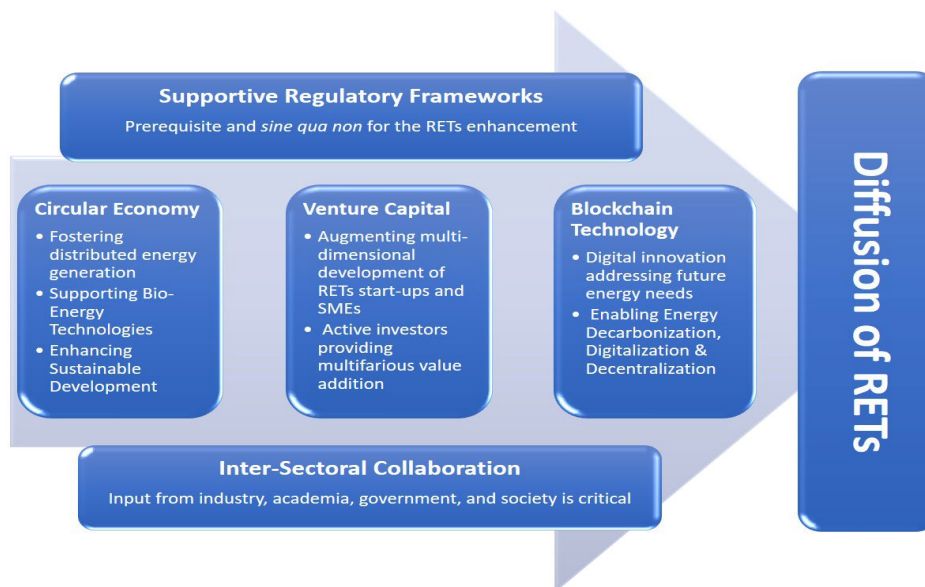 Supportive Regulatory Frameworks
Prerequisite and sine qua non for the RETs enhancement
Circular Economy
• Fostering
distributed energy
generation
• Supporting Bio-
Energy
Technologies
• Enhancing
Sustainable
Development
Venture Capital
• Augmenting multi-
dimensional
development of
RETs start-ups and
SMEs
• Active investors
providing
multifarious value
addition
Blockchain
Technology
• Digital innovation
addressing future
energy needs
• Enabling Energy
Decarbonization,
Digitalization &
Decentralization
Inter-Sectoral Collaboration
Input from industry, academia, government, and society is critical
Diffusion of RETs